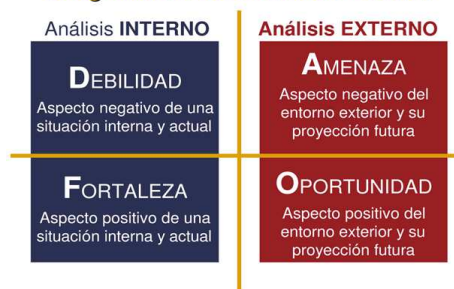 Análisis INTERNO
DEBILIDAD
Aspecto negativo de una
situación interna y actual
FORTALEZA
Aspecto positivo de una
situación interna y actual
Análisis EXTERNO
AMENAZA
Aspecto negativo del
entorno exterior y su
proyección futura
OPORTUNIDAD
Aspecto positivo del
entorno exterior y su
proyección futura